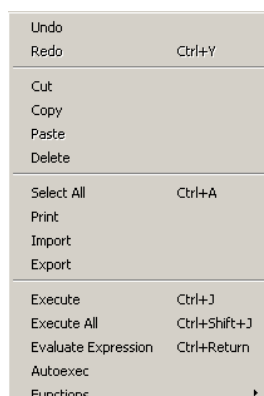 Undo
Redo Ctrl+Y
Cut
Copy
Paste
Delete
Select All Ctrl+A
Print
Import
Export
Execute Ctrl+J
Execute All Ctrl+Shift+J
Evaluate Expression Ctrl+Return
Autoexec
Functions